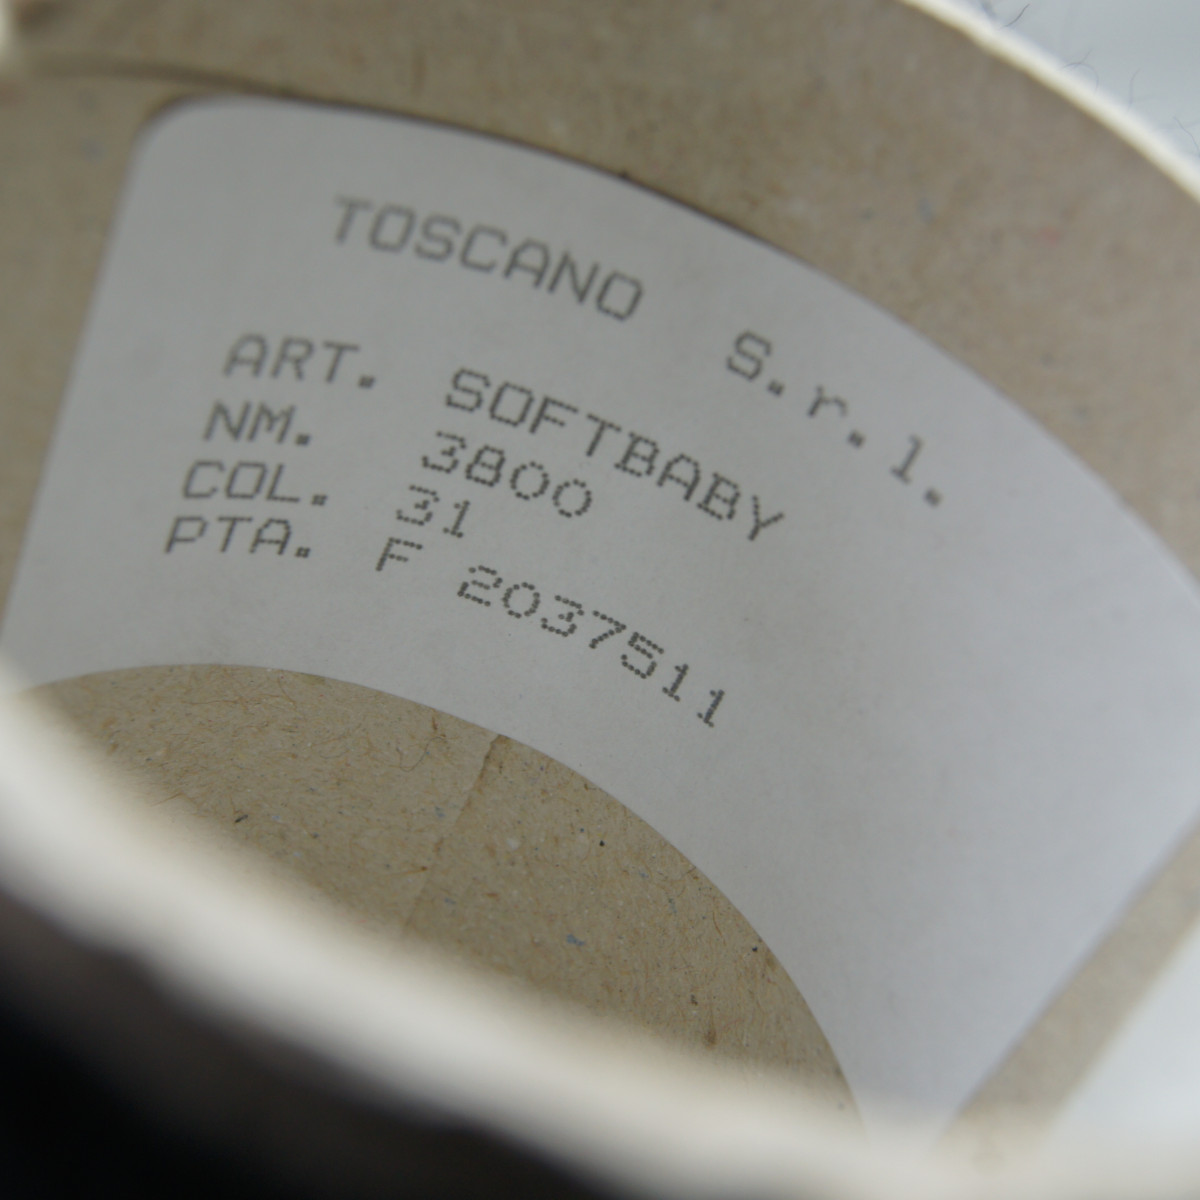 TOSCANO S.r.l.
ART. SOFTBABY
NM. 3800
COL. 31
PTA. F 2037511